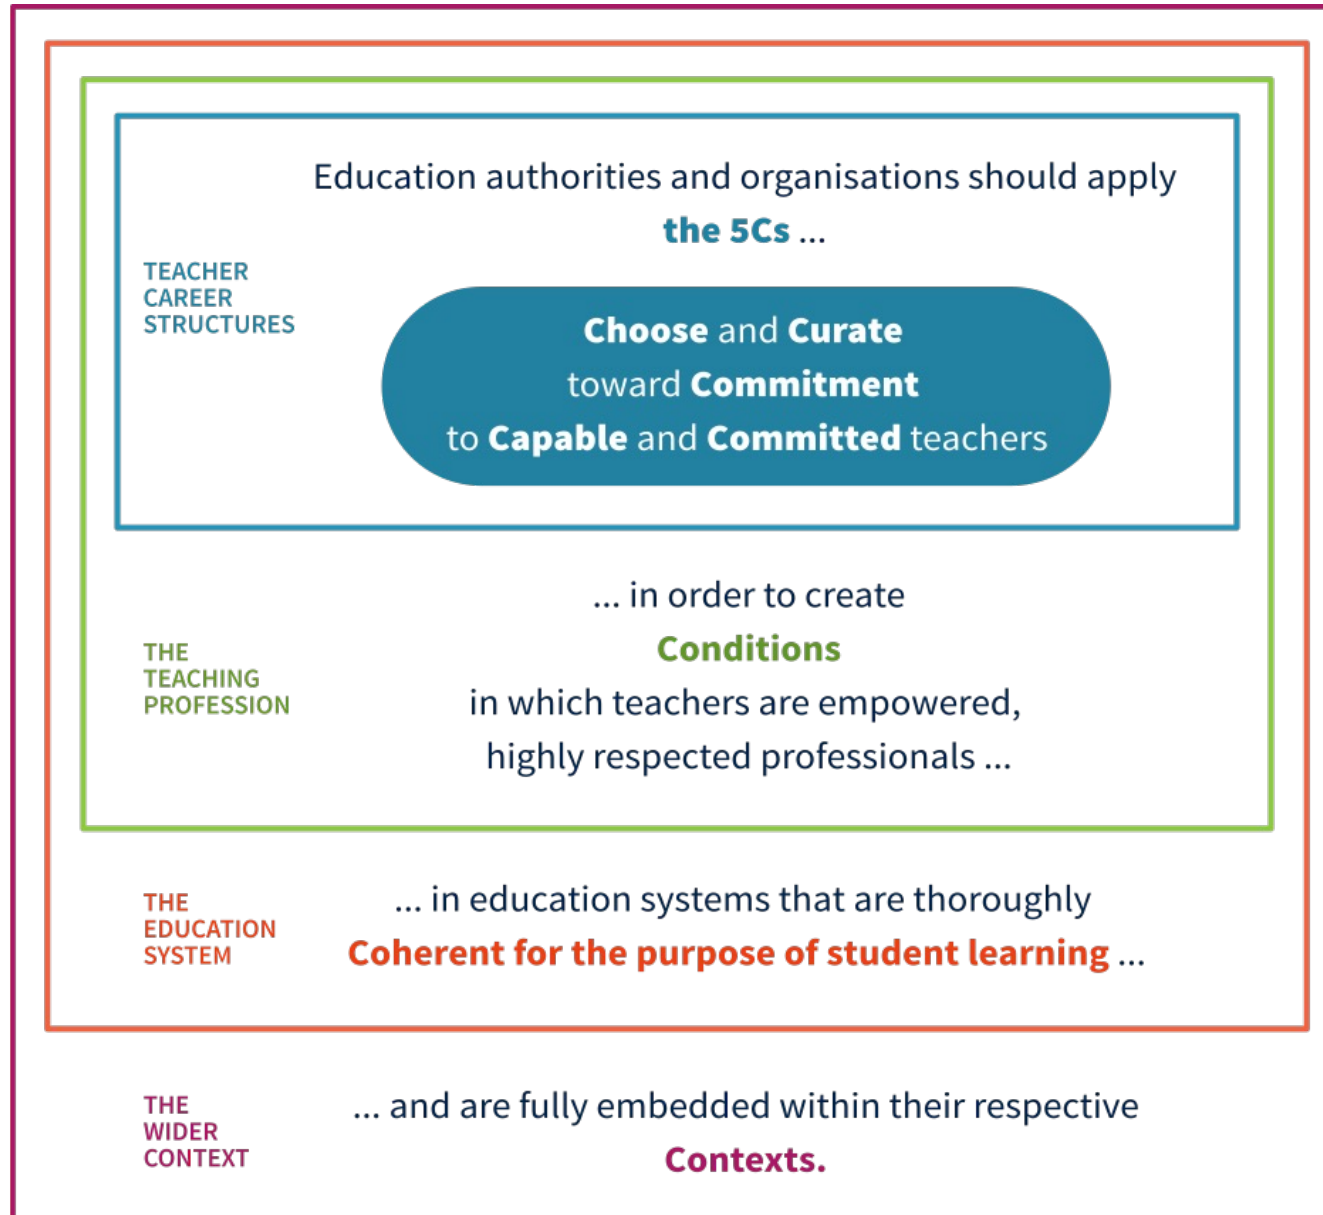 Education authorities and organisations should apply
the 5Cs ...
TEACHER
CAREER
STRUCTURES
Choose and Curate
toward Commitment
to Capable and Committed teachers
... in order to create
Conditions
in which teachers are empowered,
highly respected professionals ...
THE
TEACHING
PROFESSION
... in education systems that are thoroughly
Coherent for the purpose of student learning ...
THE
EDUCATION
SYSTEM
... and are fully embedded within their respective
Contexts.
THE
WIDER
CONTEXT